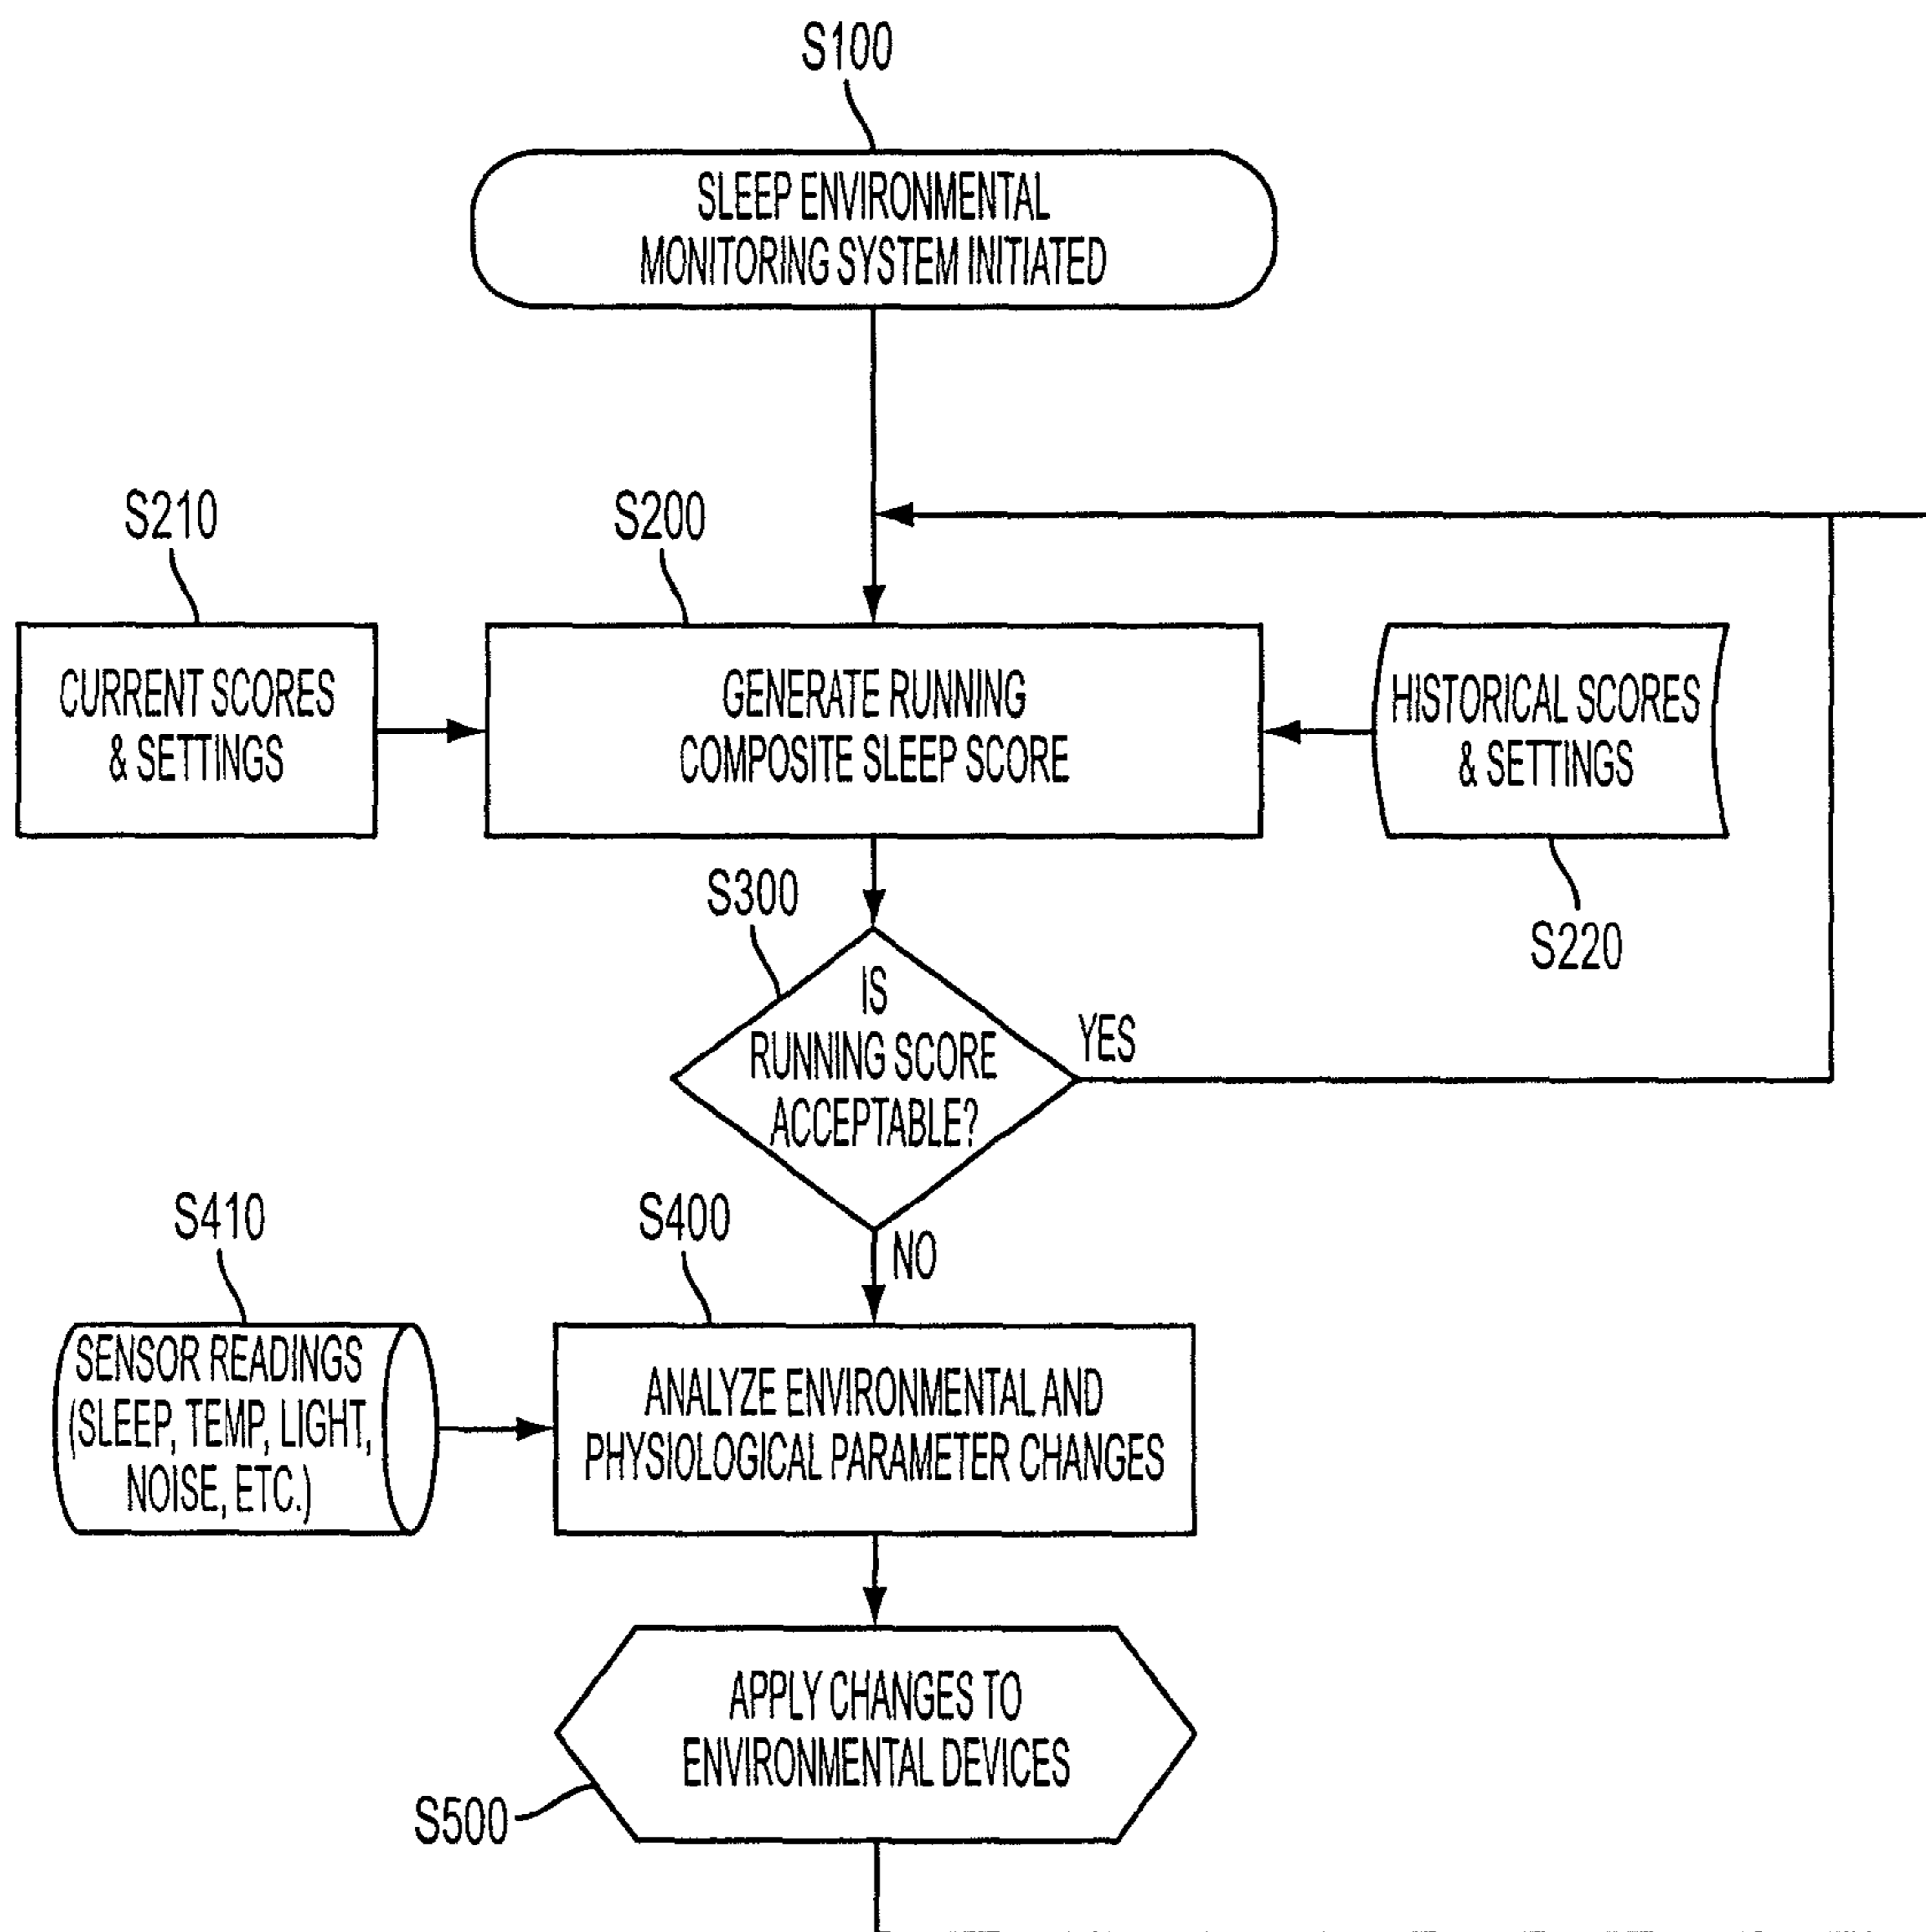 S100
SLEEP ENVIRONMENTAL
MONITORING SYSTEM INITIATED
S210
S200
CURRENT SCORES
& SETTINGS
GENERATE RUNNING
COMPOSITE SLEEP SCORE
HISTORICAL SCORES
& SETTINGS
S220
S300
IS
RUNNING SCORE
ACCEPTABLE?
YES
NO
S410
S400
SENSOR READINGS
(SLEEP, TEMP, LIGHT,
NOISE, ETC.)
ANALYZE ENVIRONMENTAL AND
PHYSIOLOGICAL PARAMETER CHANGES
APPLY CHANGES TO
ENVIRONMENTAL DEVICES
S500